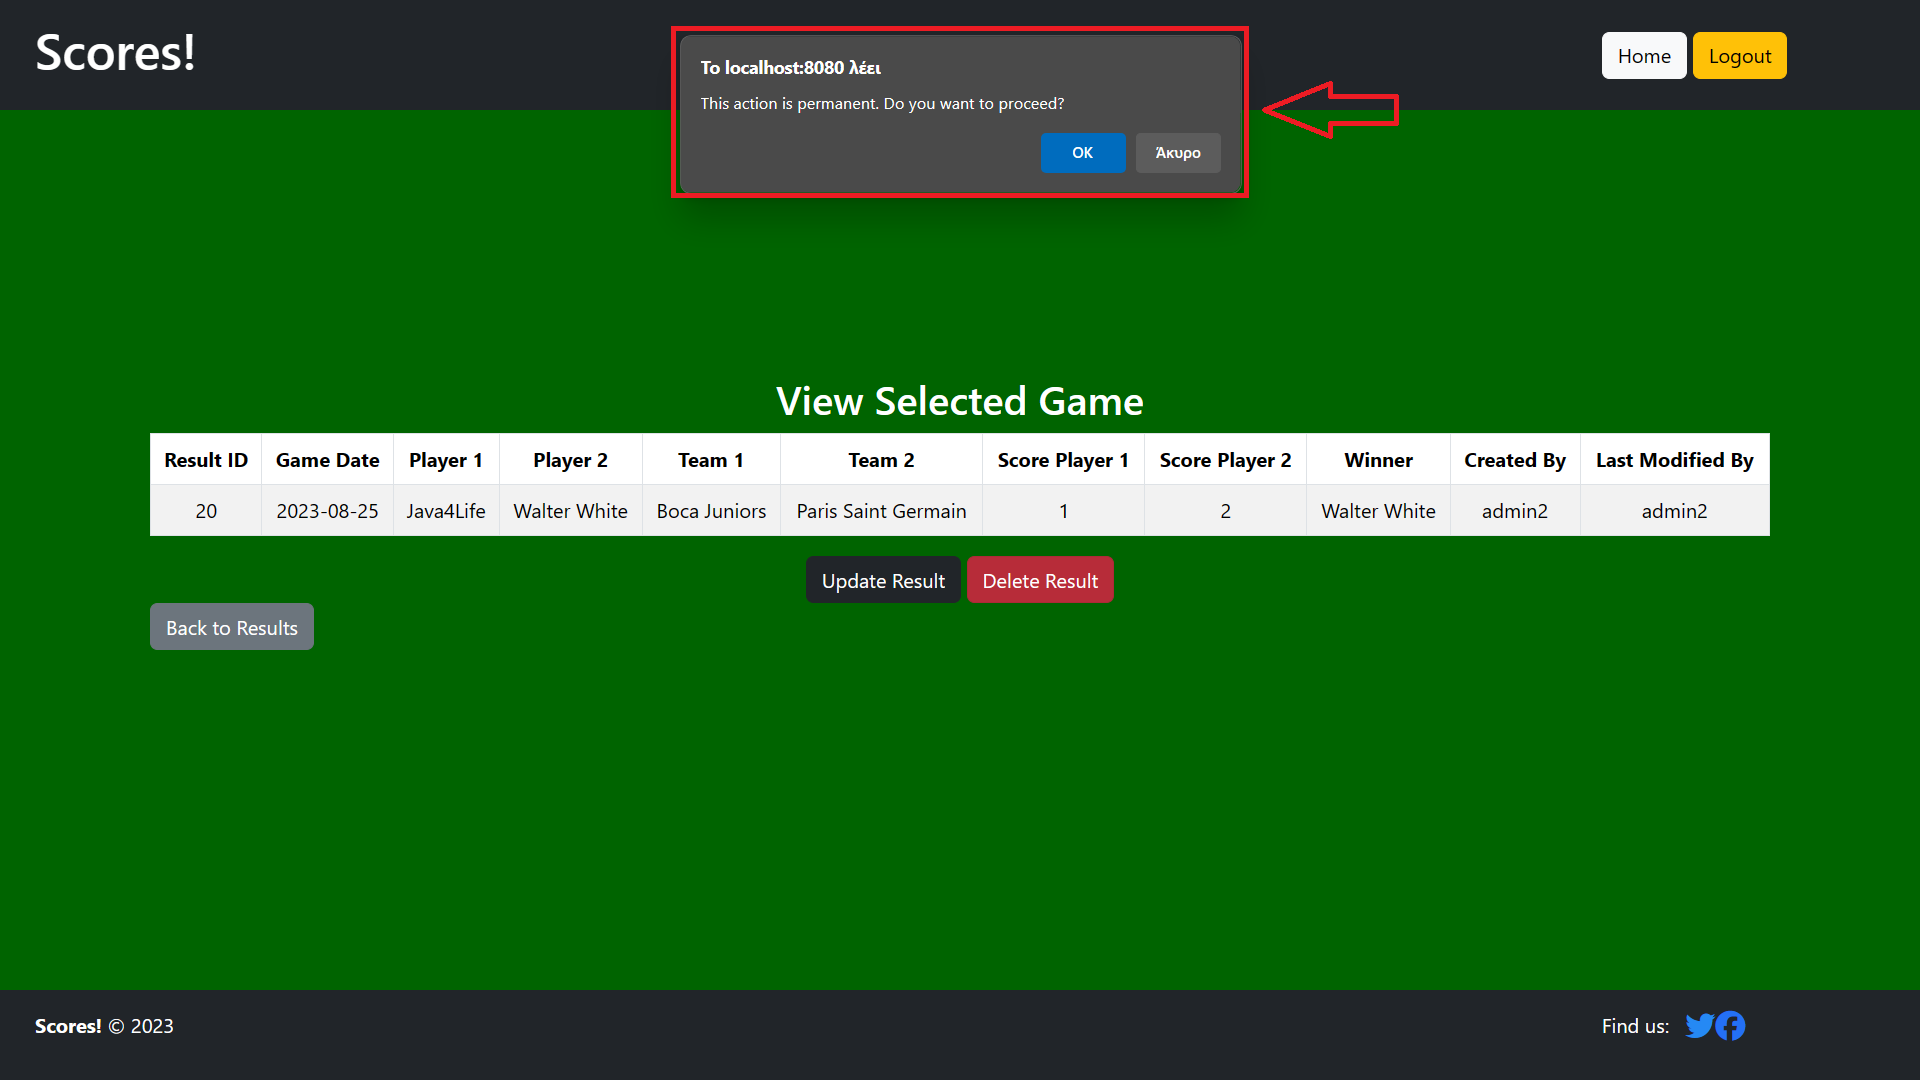 Scores!
Το localhost:8080 λέει
This action is permanent. Do you want to proceed?
OK
Άκυρο
Home
Logout
View Selected Game
Result ID
Game Date
Player 1
Player 2
Team 1
Team 2
Score Player 1
Score Player 2
Winner
Created By
Last Modified By
20
2023-08-25
Java4Life
Walter White
Boca Juniors
Paris Saint Germain
1
2
Walter White
admin2
admin2
Update Result
Delete Result
Back to Results
Scores! © 2023
Find us: